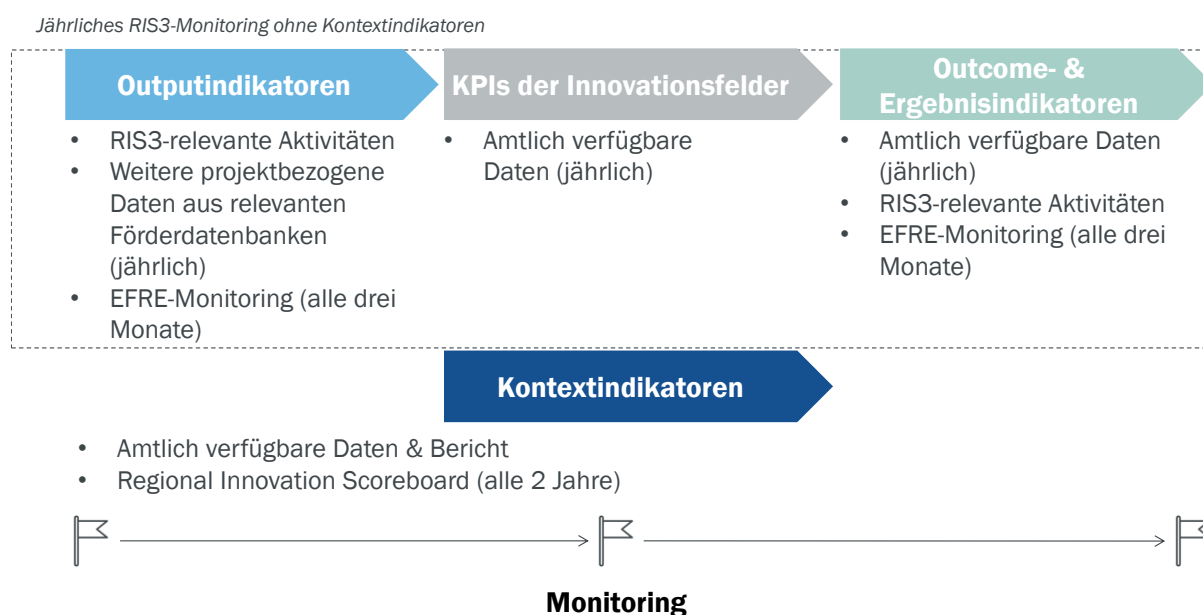 Jährliches RIS3-Monitoring ohne Kontextindikatoren
Outputindikatoren
• RIS3-relevante Aktivitäten
• Weitere projektbezogene
Daten aus relevanten
Förderdatenbanken
(jährlich)
• EFRE-Monitoring (alle drei
Monate)
KPIs der Innovationsfelder
• Amtlich verfügbare
Daten (jährlich)
Outcome- &
Ergebnisindikatoren
• Amtlich verfügbare Daten
(jährlich)
• RIS3-relevante Aktivitäten
• EFRE-Monitoring (alle drei
Monate)
Kontextindikatoren
• Amtlich verfügbare Daten & Bericht
• Regional Innovation Scoreboard (alle 2 Jahre)
Monitoring